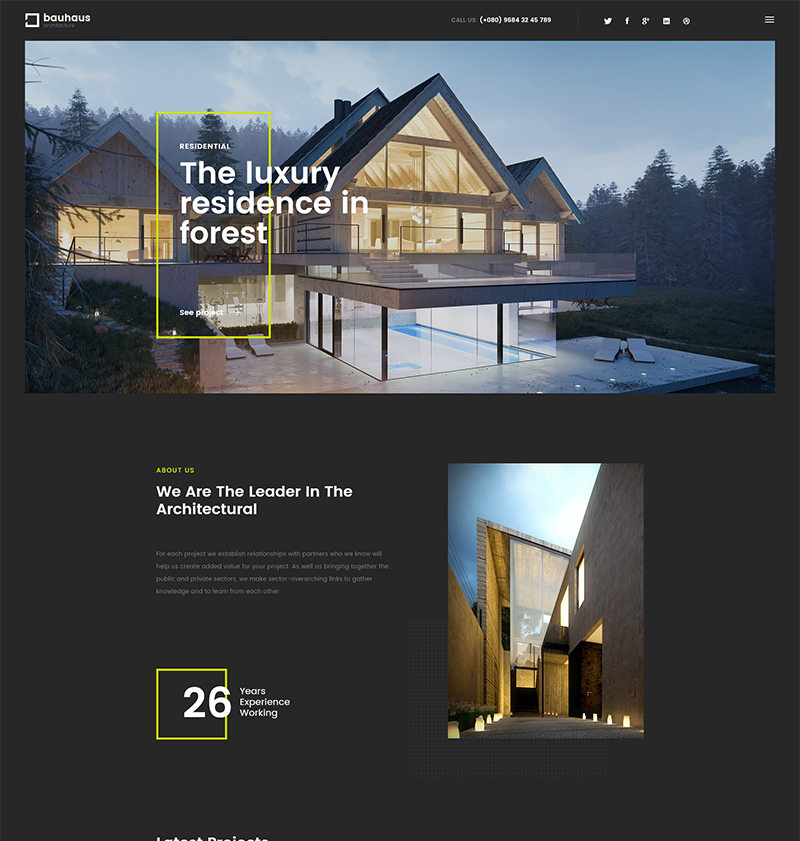 bauhaus
architecture
CALL US: (+080) 9684 32 45 789
RESIDENTIAL
The luxury
residence in
forest
See project
ABOUT US
We Are The Leader In The
Architectural
For each project we establish relationships with partners who we know will
help us create added value for your project. As well as bringing together the
public and private sectors, we make sector-overarching links to gather
knowledge and to learn from each other
26
Years
Experience
Working
Latest Projects